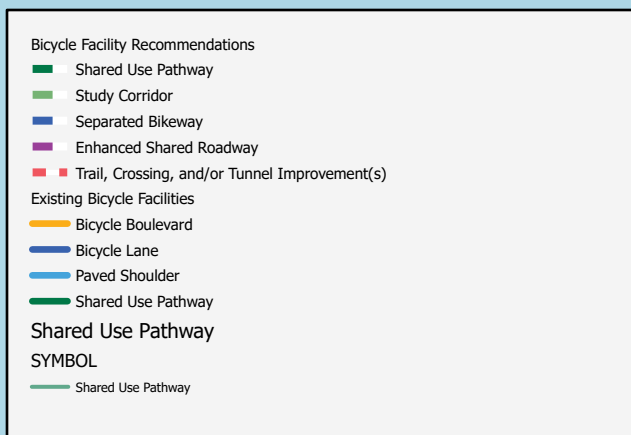 Bicycle Facility Recommendations
Shared Use Pathway
Study Corridor
Separated Bikeway
Enhanced Shared Roadway
Trail, Crossing, and/or Tunnel Improvement(s)
Existing Bicycle Facilities
Bicycle Boulevard
Bicycle Lane
Paved Shoulder
Shared Use Pathway
Shared Use Pathway
SYMBOL
Shared Use Pathway